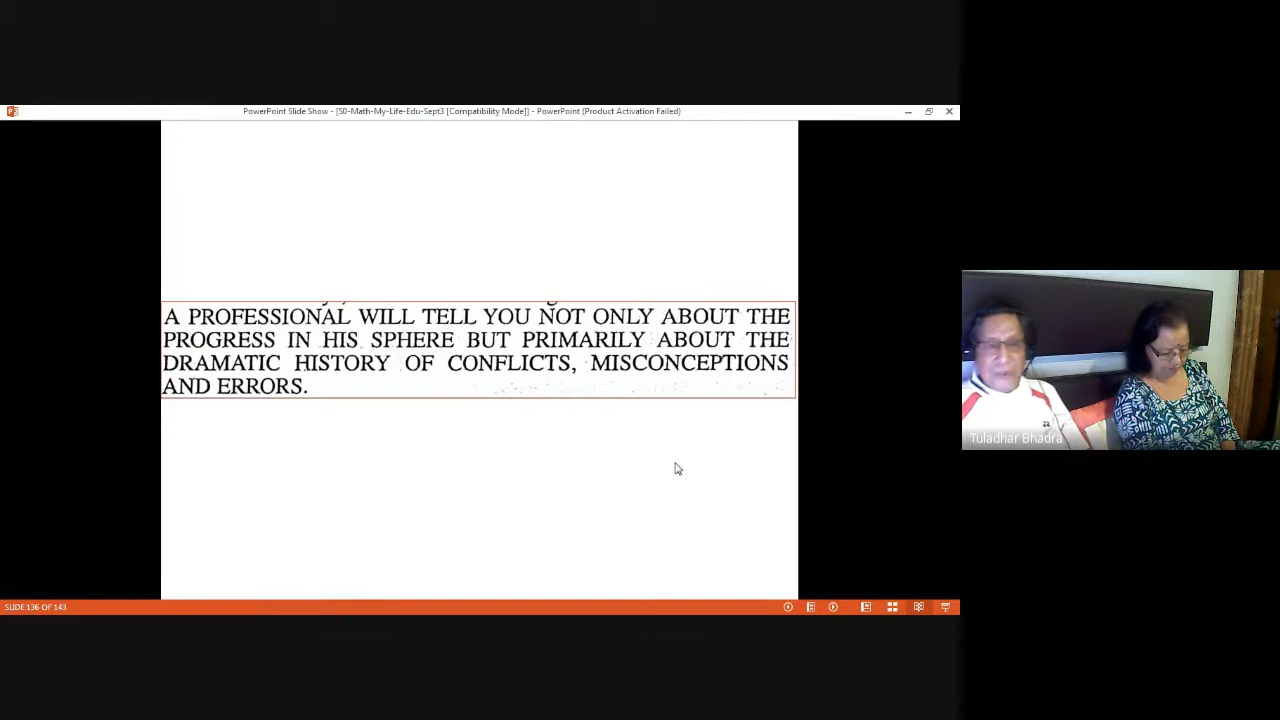 PowerPoint Slide Show - [S0-Math-My-Life-Edu-Sept3 [Compatibility Mode]] - PowerPoint (Product Activation Failed)
A PROFESSIONAL WILL TELL YOU NOT ONLY ABOUT THE
PROGRESS IN HIS SPHERE BUT PRIMARILY ABOUT THE
DRAMATIC HISTORY OF CONFLICTS, MISCONCEPTIONS
AND ERRORS.
Tuladhar Bhadra
SLIDE 136 OF 143